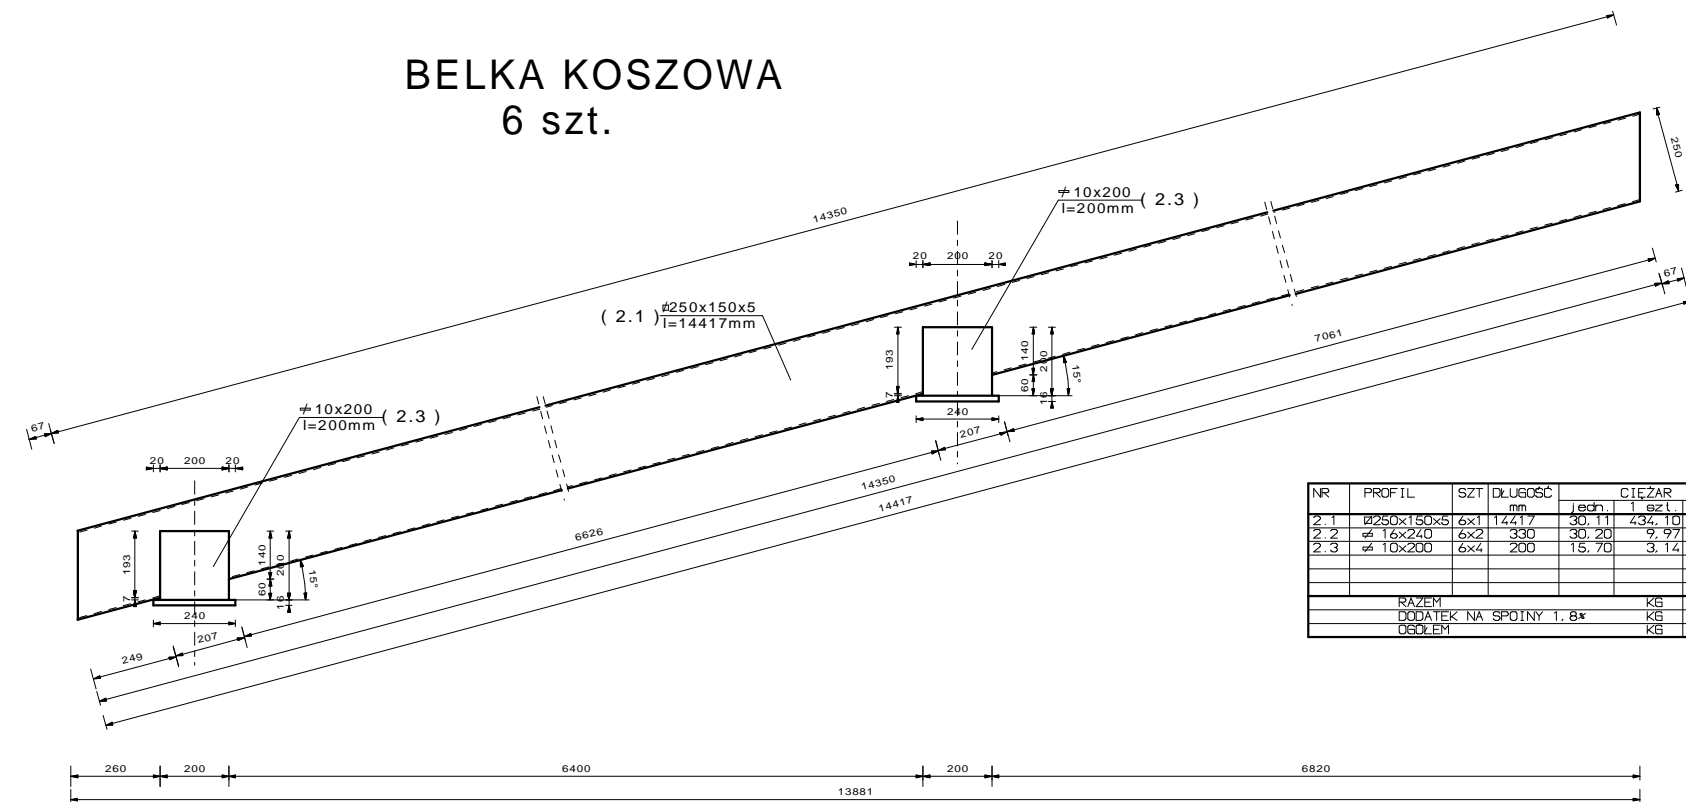 BELKA KOSZOWA
6 szt.
14350
250
67
10x200
l=200mm
( 2.3 )
20 200 20
( 2.1 )
250x150x5
l=14417mm
193
7
140
60
200
16
15°
7061
67
240
207
10x200
l=200mm
( 2.3 )
20 200 20
193
7
140
60
200
16
15°
240
207
249
6626
14350
14417
NR PROFIL SZT DŁUGOŚĆ mm CIĘŻAR
jedn. 1 szt.
2.1 250x150x5 6x1 14417 30,11 434,10
2.2 16x240 6x2 330 30,20 9,97
2.3 10x200 6x4 200 15,70 3,14
RAZEM KG
DODATEK NA SPOINY 1,8% KG
OGÓŁEM KG
260 200 6400 200 6820
13881